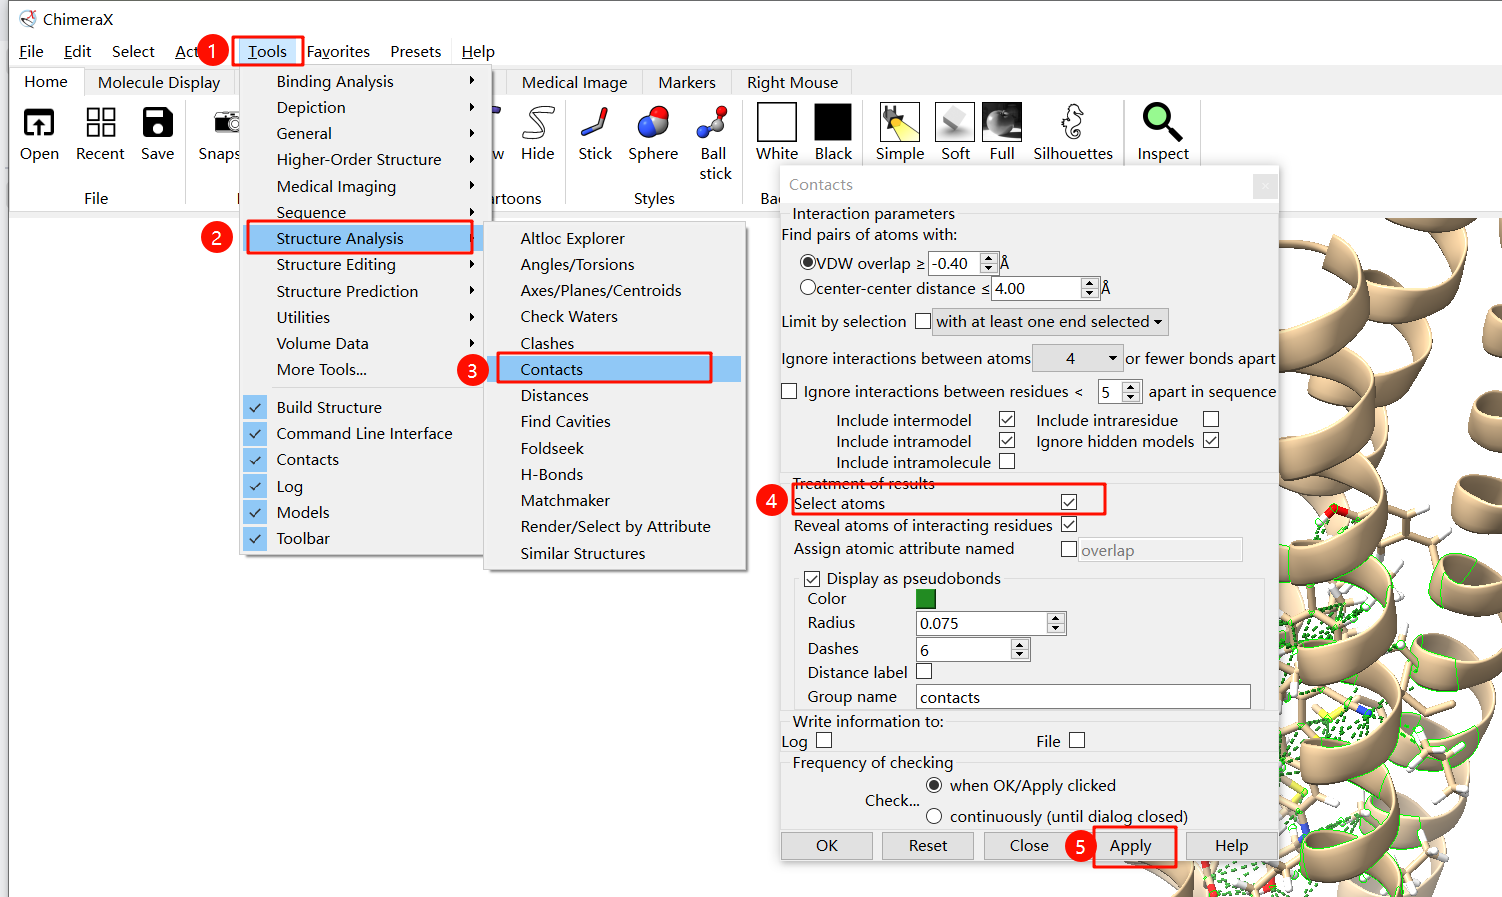 ChimeraX
File Edit Select Act 1 Tools Favorites Presets Help
Home Molecule Display Medical Image Markers Right Mouse
Open Recent Save Snaps w Hide Stick Sphere Ball stick White Black Simple Soft Full Silhouettes Inspect
File rtoons Styles Bac
Binding Analysis
Depiction
General
Higher-Order Structure
Medical Imaging
Sequence
2 Structure Analysis
Structure Editing
Structure Prediction
Utilities
Volume Data
More Tools...
Build Structure
Command Line Interface
Contacts
Log
Models
Toolbar
Altloc Explorer
Angles/Torsions
Axes/Planes/Centroids
Check Waters
Clashes
3 Contacts
Distances
Find Cavities
Foldseek
H-Bonds
Matchmaker
Render/Select by Attribute
Similar Structures
Contacts
Interaction parameters
Find pairs of atoms with:
VDW overlap ≥ -0.40 Å
center-center distance ≤ 4.00 Å
Limit by selection with at least one end selected
Ignore interactions between atoms 4 or fewer bonds apart
Ignore interactions between residues < 5 apart in sequence
Include intermodel Include intraresidue
Include intramodel Ignore hidden models
Include intramolecule
Treatment of results
4 Select atoms
Reveal atoms of interacting residues
Assign atomic attribute named overlap
Display as pseudobonds
Color
Radius 0.075
Dashes 6
Distance label
Group name contacts
Write information to:
Log File
Frequency of checking
Check... when OK/Apply clicked
continuously (until dialog closed)
OK Reset Close 5 Apply Help